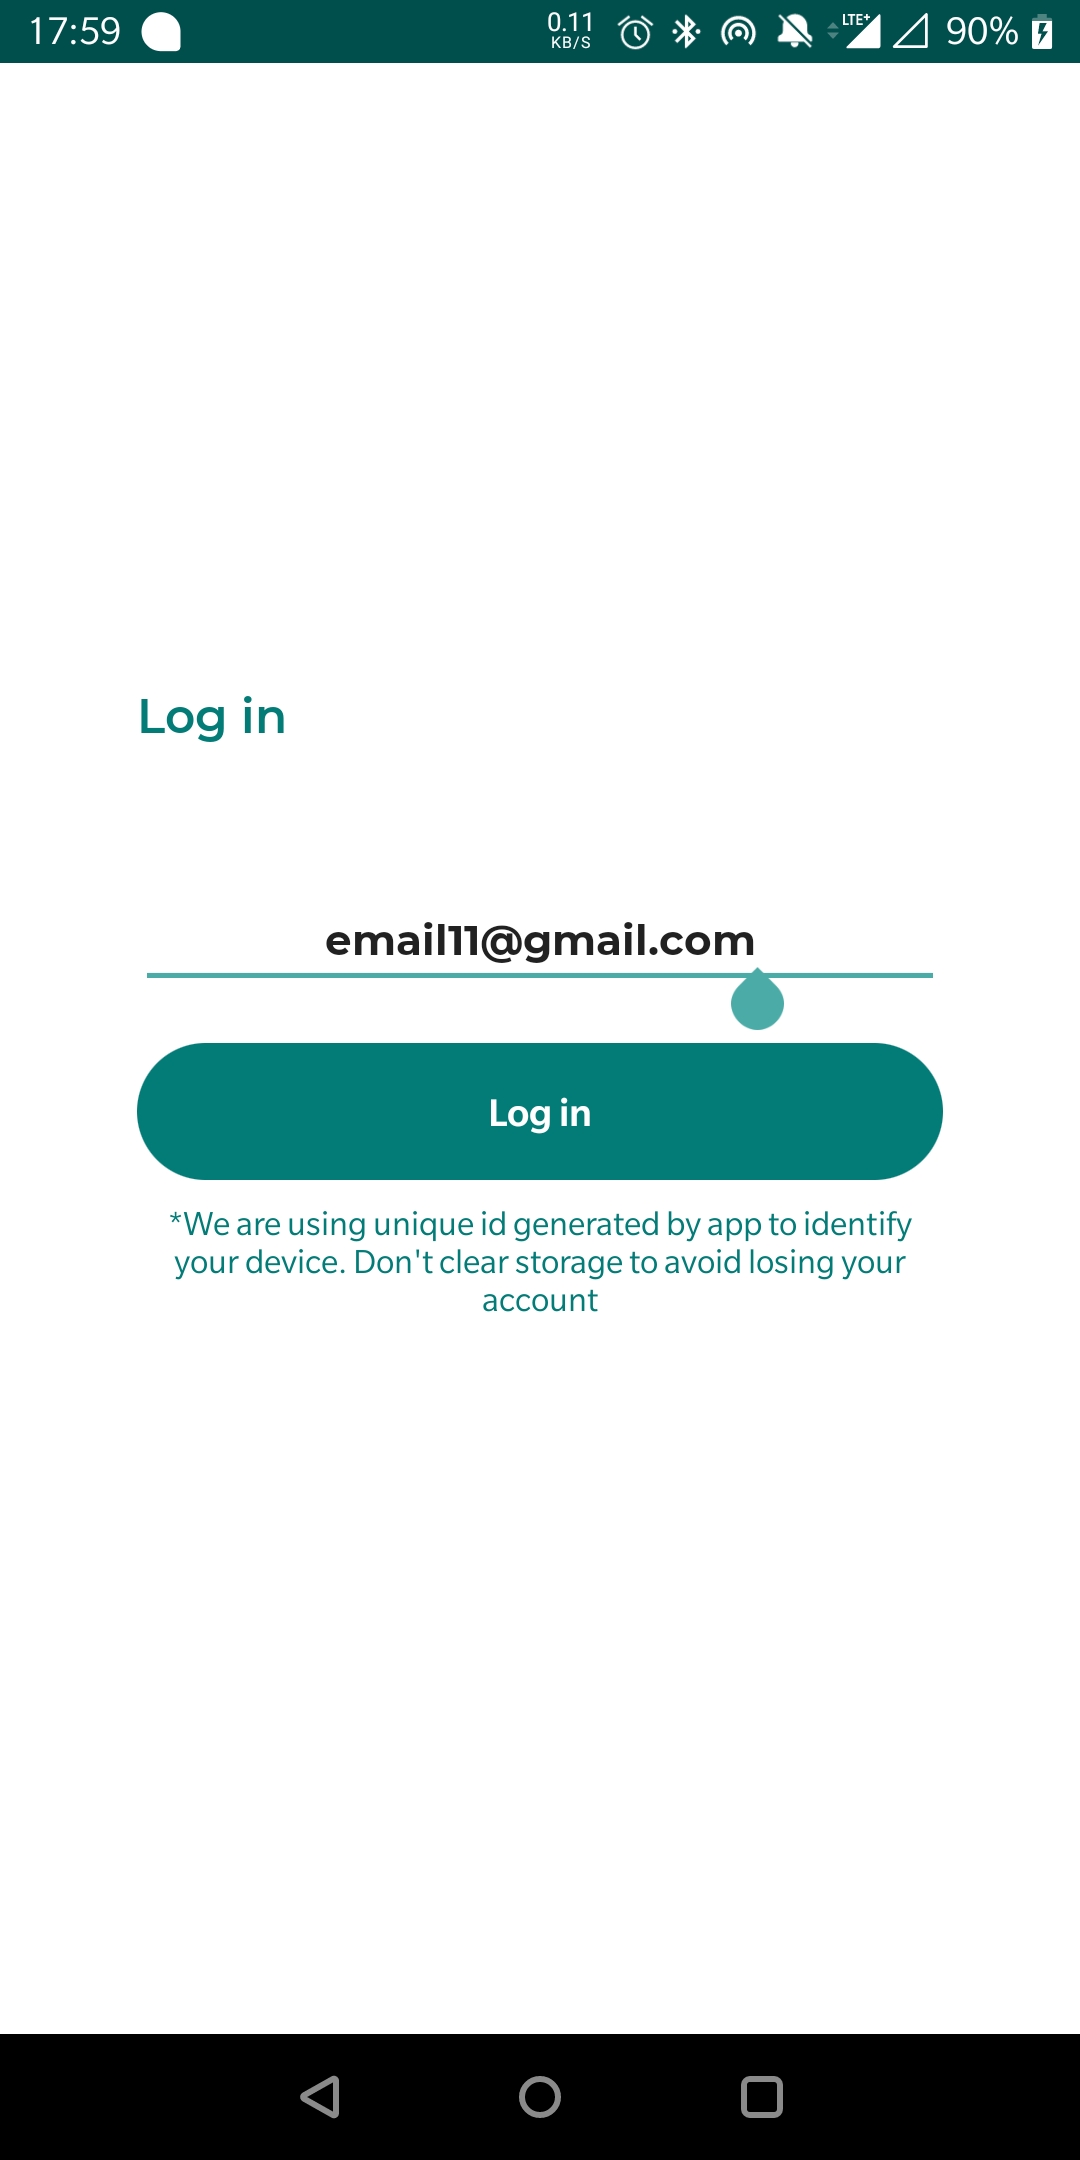 17:59
0.11
KB/S
LTE+
90%
Log in
email11@gmail.com
Log in
*We are using unique id generated by app to identify
your device. Don't clear storage to avoid losing your
account